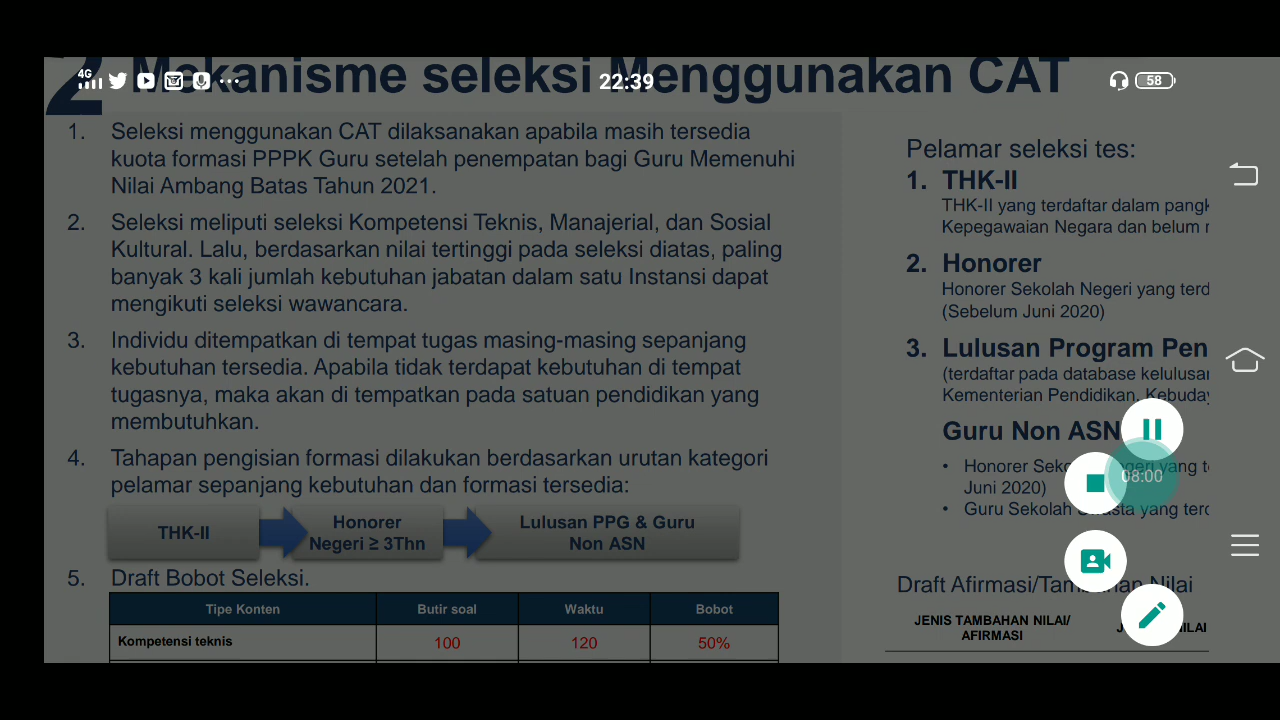 4G
22:39
58
2 Mekanisme seleksi Menggunakan CAT
1. Seleksi menggunakan CAT dilaksanakan apabila masih tersedia
kuota formasi PPPK Guru setelah penempatan bagi Guru Memenuhi
Nilai Ambang Batas Tahun 2021.
2. Seleksi meliputi seleksi Kompetensi Teknis, Manajerial, dan Sosial
Kultural. Lalu, berdasarkan nilai tertinggi pada seleksi diatas, paling
banyak 3 kali jumlah kebutuhan jabatan dalam satu Instansi dapat
mengikuti seleksi wawancara.
3. Individu ditempatkan di tempat tugas masing-masing sepanjang
kebutuhan tersedia. Apabila tidak terdapat kebutuhan di tempat
tugasnya, maka akan di tempatkan pada satuan pendidikan yang
membutuhkan.
4. Tahapan pengisian formasi dilakukan berdasarkan urutan kategori
pelamar sepanjang kebutuhan dan formasi tersedia:
THK-II
Honorer
Negeri ≥ 3Thn
Lulusan PPG & Guru
Non ASN
5. Draft Bobot Seleksi.
Tipe Konten Butir soal Waktu Bobot
Kompetensi teknis 100 120 50%
Pelamar seleksi tes:
1. THK-II
THK-II yang terdaftar dalam
Kepegawaian Negara dan belum
2. Honorer
Honorer Sekolah Negeri yang
(Sebelum Juni 2020)
3. Lulusan Program
(terdaftar pada database
Kementerian Pendidikan,
Guru Non ASN
• Honorer yang
Juni 2020)
• Guru Sekolah yang
08:00
Draft Nilai
JENIS TAMBAHAN NILAI/
AFIRMASI